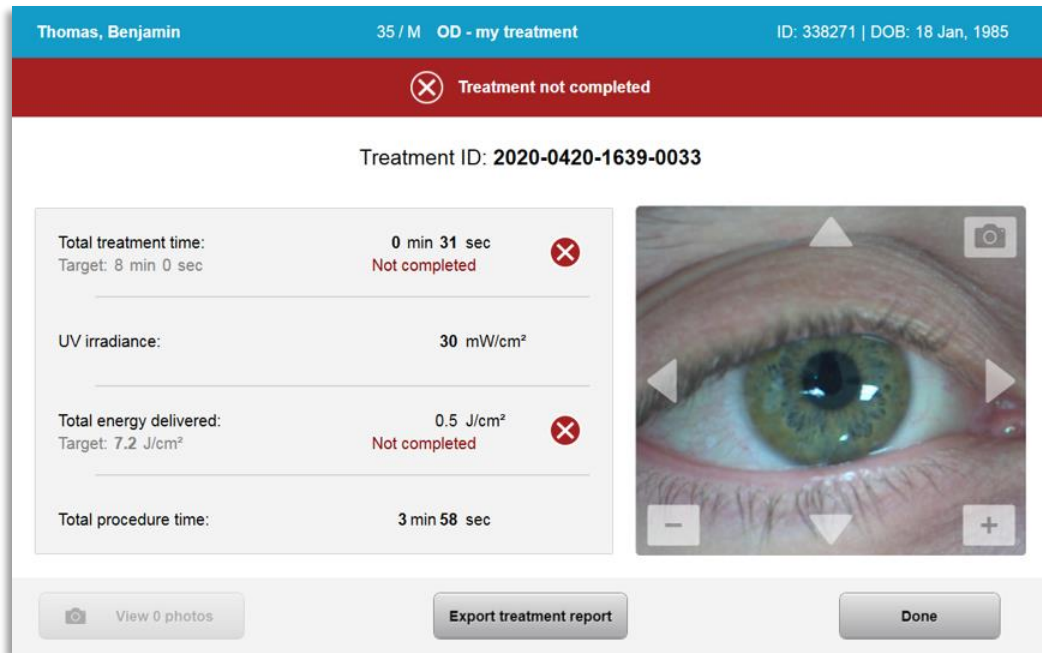 Thomas, Benjamin 35 / M OD - my treatment ID: 338271 | DOB: 18 Jan, 1985
Treatment not completed
Treatment ID: 2020-0420-1639-0033
Total treatment time: 0 min 31 sec
Target: 8 min 0 sec Not completed
UV irradiance: 30 mW/cm²
Total energy delivered: 0.5 J/cm²
Target: 7.2 J/cm² Not completed
Total procedure time: 3 min 58 sec
View 0 photos Export treatment report Done